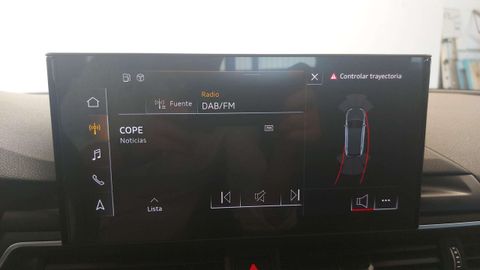 Controlar trayectoria
Radio
Fuente
DAB/FM
COPE
Noticias
Lista